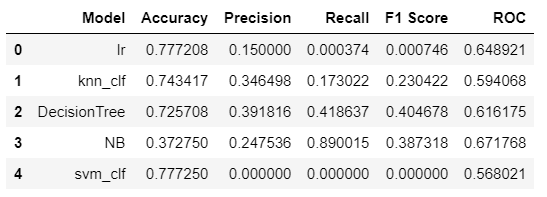 Model Accuracy Precision Recall F1 Score ROC
0 lr 0.777208 0.150000 0.000374 0.000746 0.648921
1 knn_clf 0.743417 0.346498 0.173022 0.230422 0.594068
2 DecisionTree 0.725708 0.391816 0.418637 0.404678 0.616175
3 NB 0.372750 0.247536 0.890015 0.387318 0.671768
4 svm_clf 0.777250 0.000000 0.000000 0.000000 0.568021